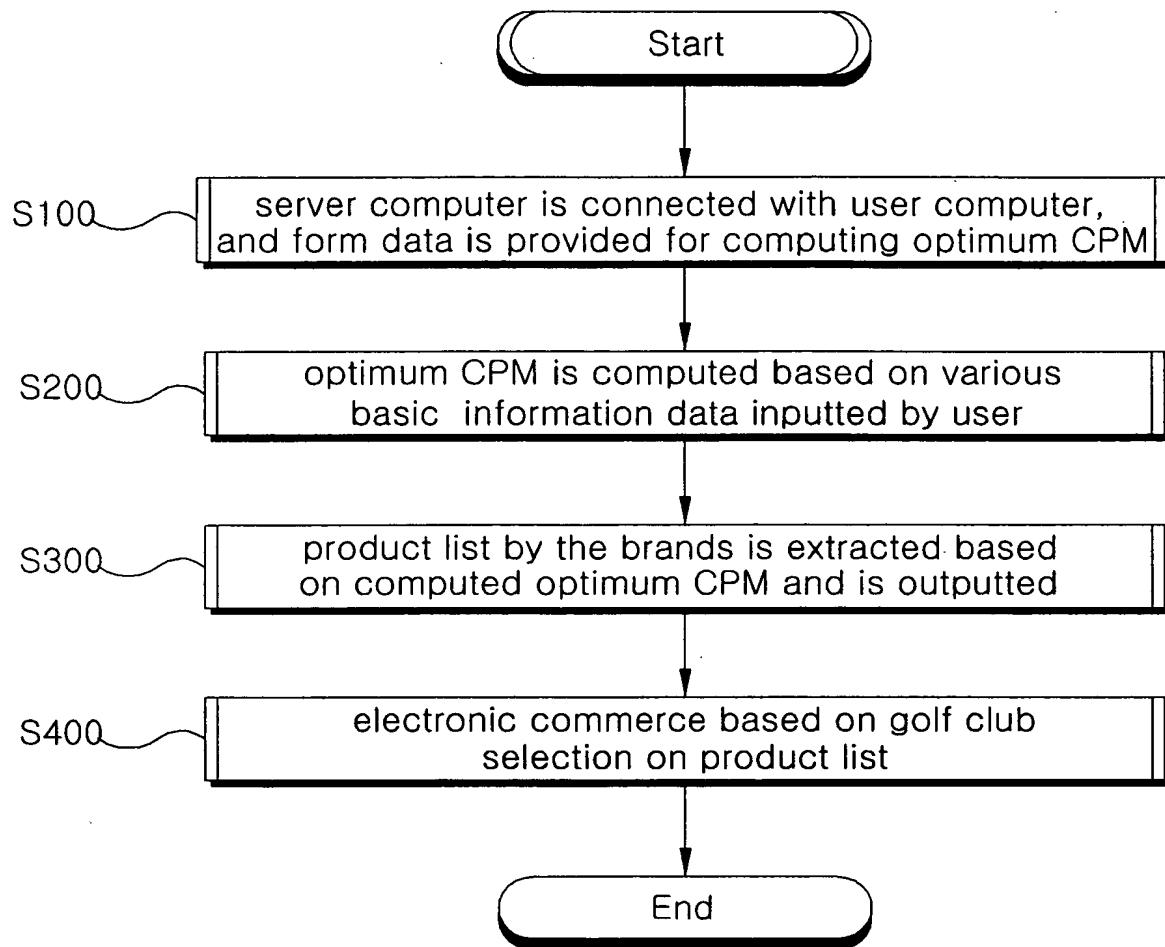 Start
S100
server computer is connected with user computer,
and form data is provided for computing optimum CPM
S200
optimum CPM is computed based on various
basic information data inputted by user
S300
product list by the brands is extracted based
on computed optimum CPM and is outputted
S400
electronic commerce based on golf club
selection on product list
End